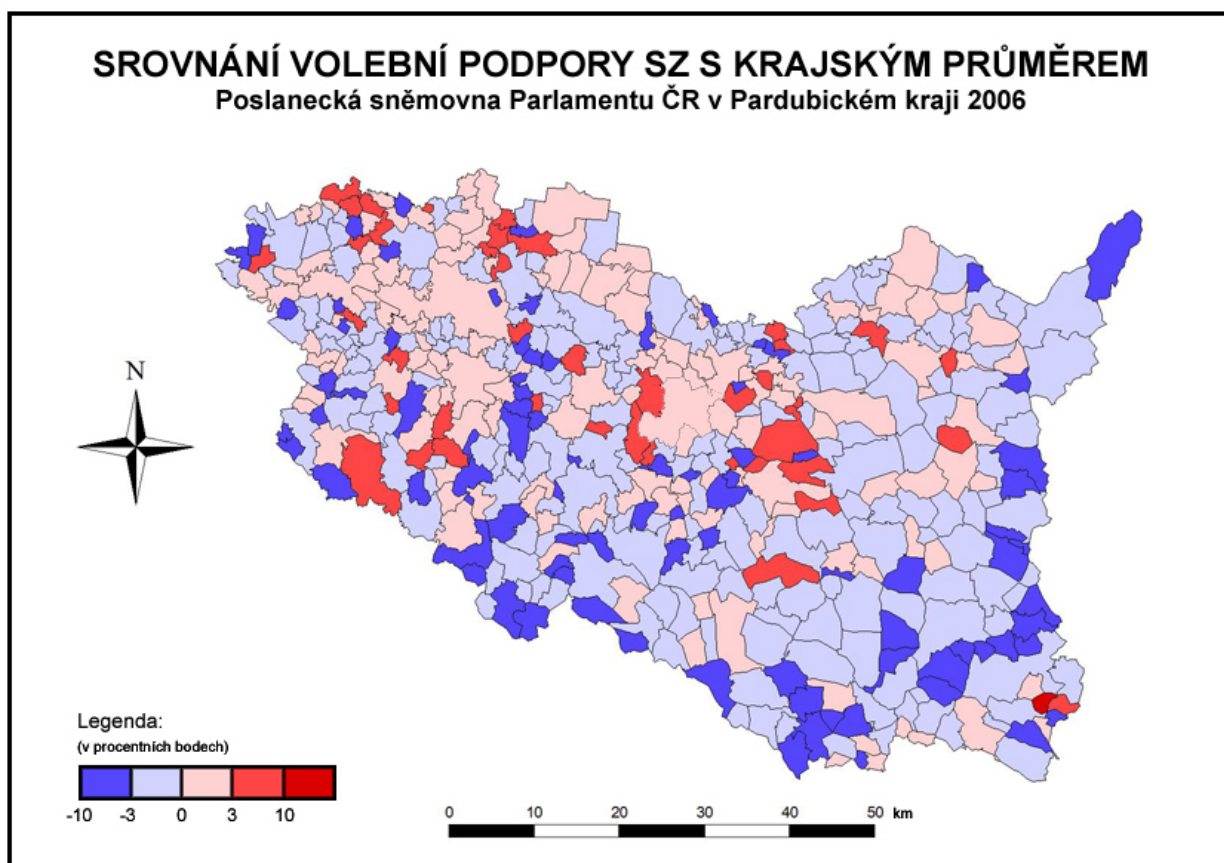 SROVNÁNÍ VOLEBNÍ PODPORY SZ S KRAJSKÝM PRŮMĚREM
Poslanecká sněmovna Parlamentu ČR v Pardubickém kraji 2006
N
Legenda:
(v procentních bodech)
-10 -3 0 3 10
0 10 20 30 40 50 km